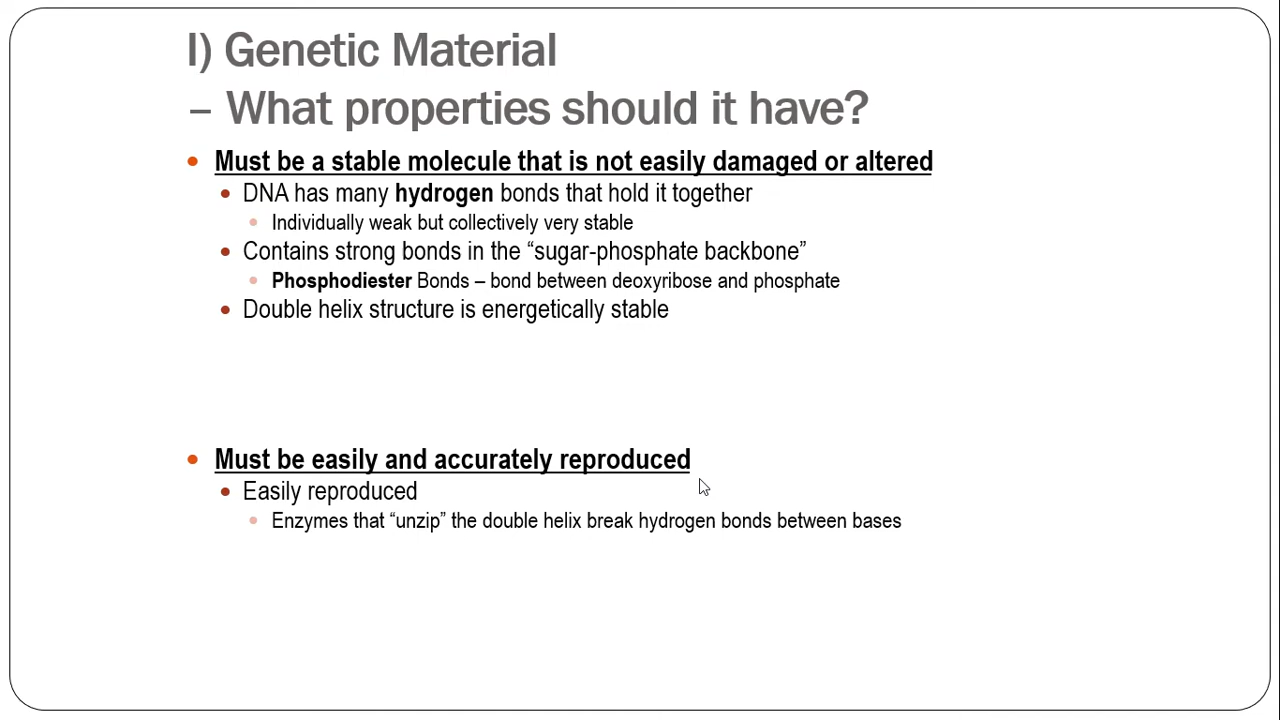 I) Genetic Material
– What properties should it have?
• Must be a stable molecule that is not easily damaged or altered
• DNA has many hydrogen bonds that hold it together
• Individually weak but collectively very stable
• Contains strong bonds in the “sugar-phosphate backbone”
• Phosphodiester Bonds – bond between deoxyribose and phosphate
• Double helix structure is energetically stable
• Must be easily and accurately reproduced
• Easily reproduced
• Enzymes that “unzip” the double helix break hydrogen bonds between bases